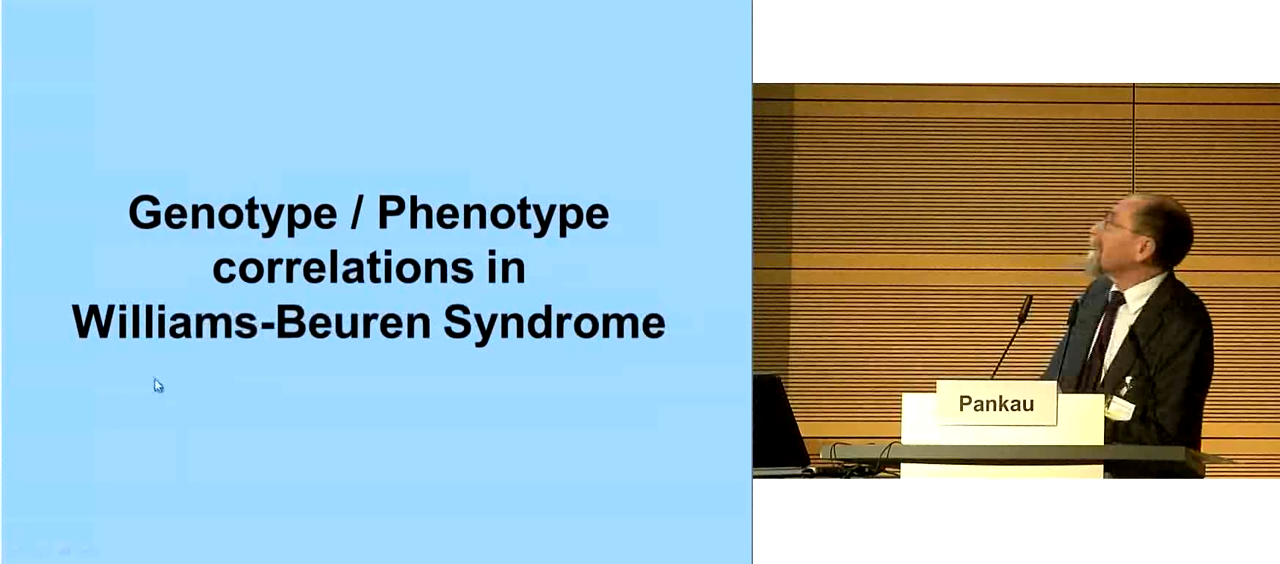 Genotype / Phenotype
correlations in
Williams-Beuren Syndrome
Pankau